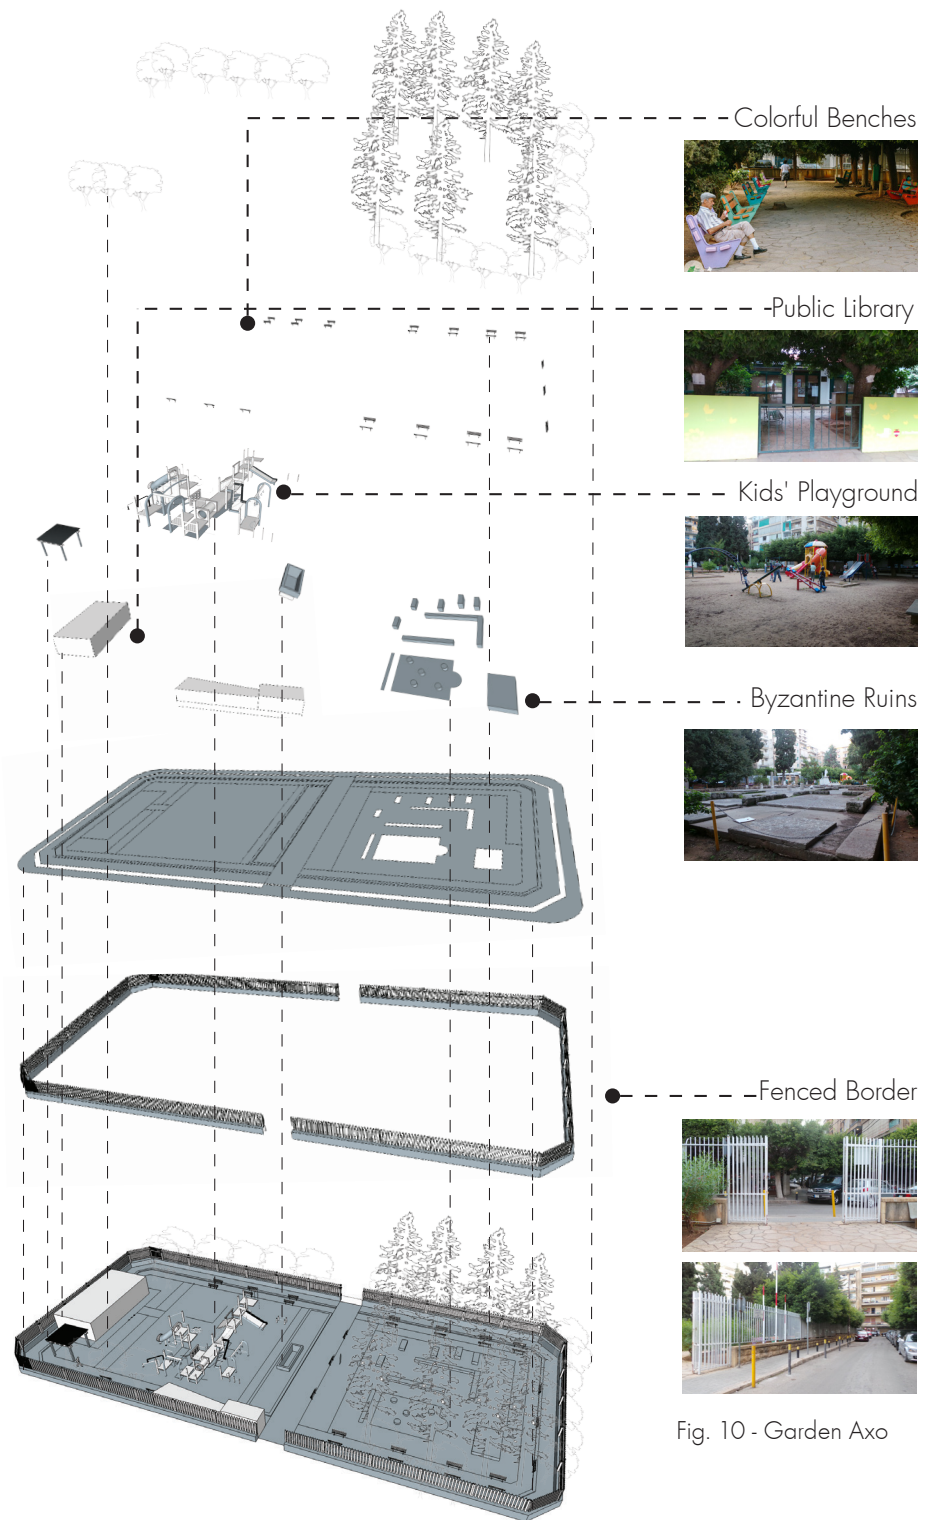 Colorful Benches
Public Library
Kids' Playground
Byzantine Ruins
Fenced Border
Fig. 10 - Garden Axo